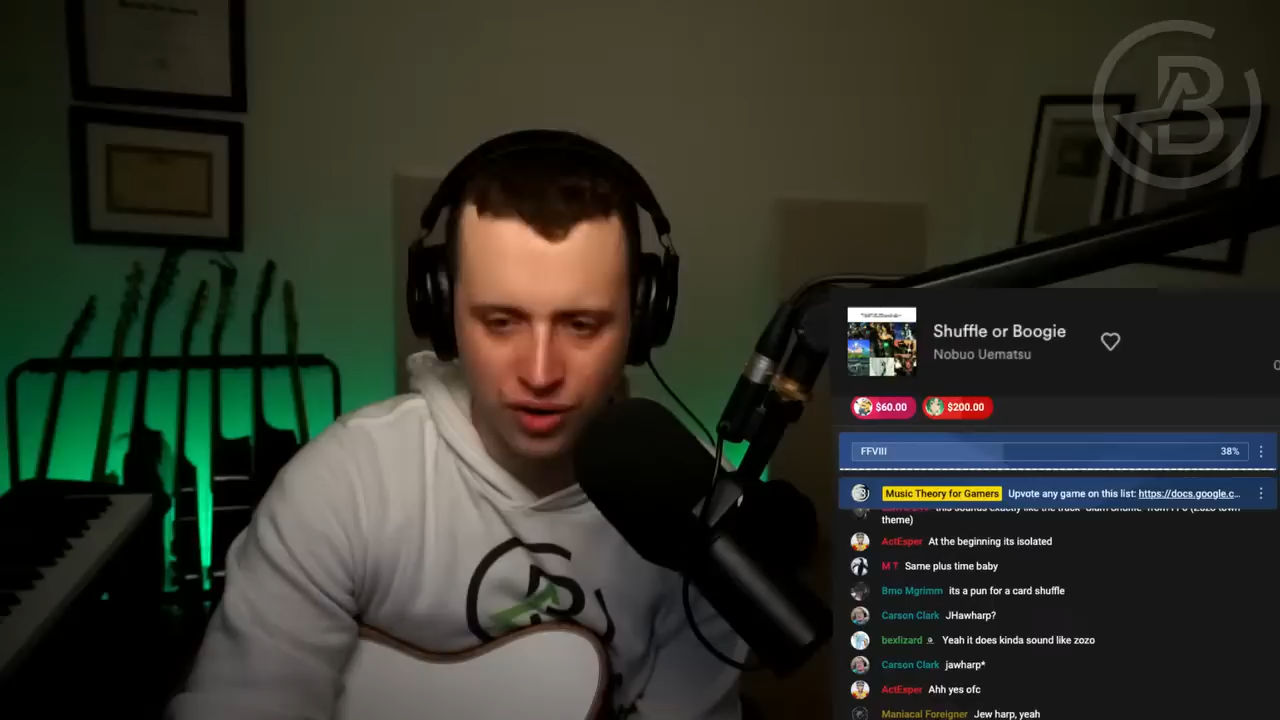 Shuffle or Boogie
Nobuo Uematsu
$60.00 $200.00
FFVIII 38%
Music Theory for Gamers Upvote any game on this list: https://docs.google.c...
theme)
ActEsper At the beginning its isolated
M T Same plus time baby
Brno Mgrimm its a pun for a card shuffle
Carson Clark JHawharp?
bexlizard Yeah it does kinda sound like zozo
Carson Clark jawharp*
ActEsper Ahh yes ofc
Maniacal Foreigner Jew harp, yeah